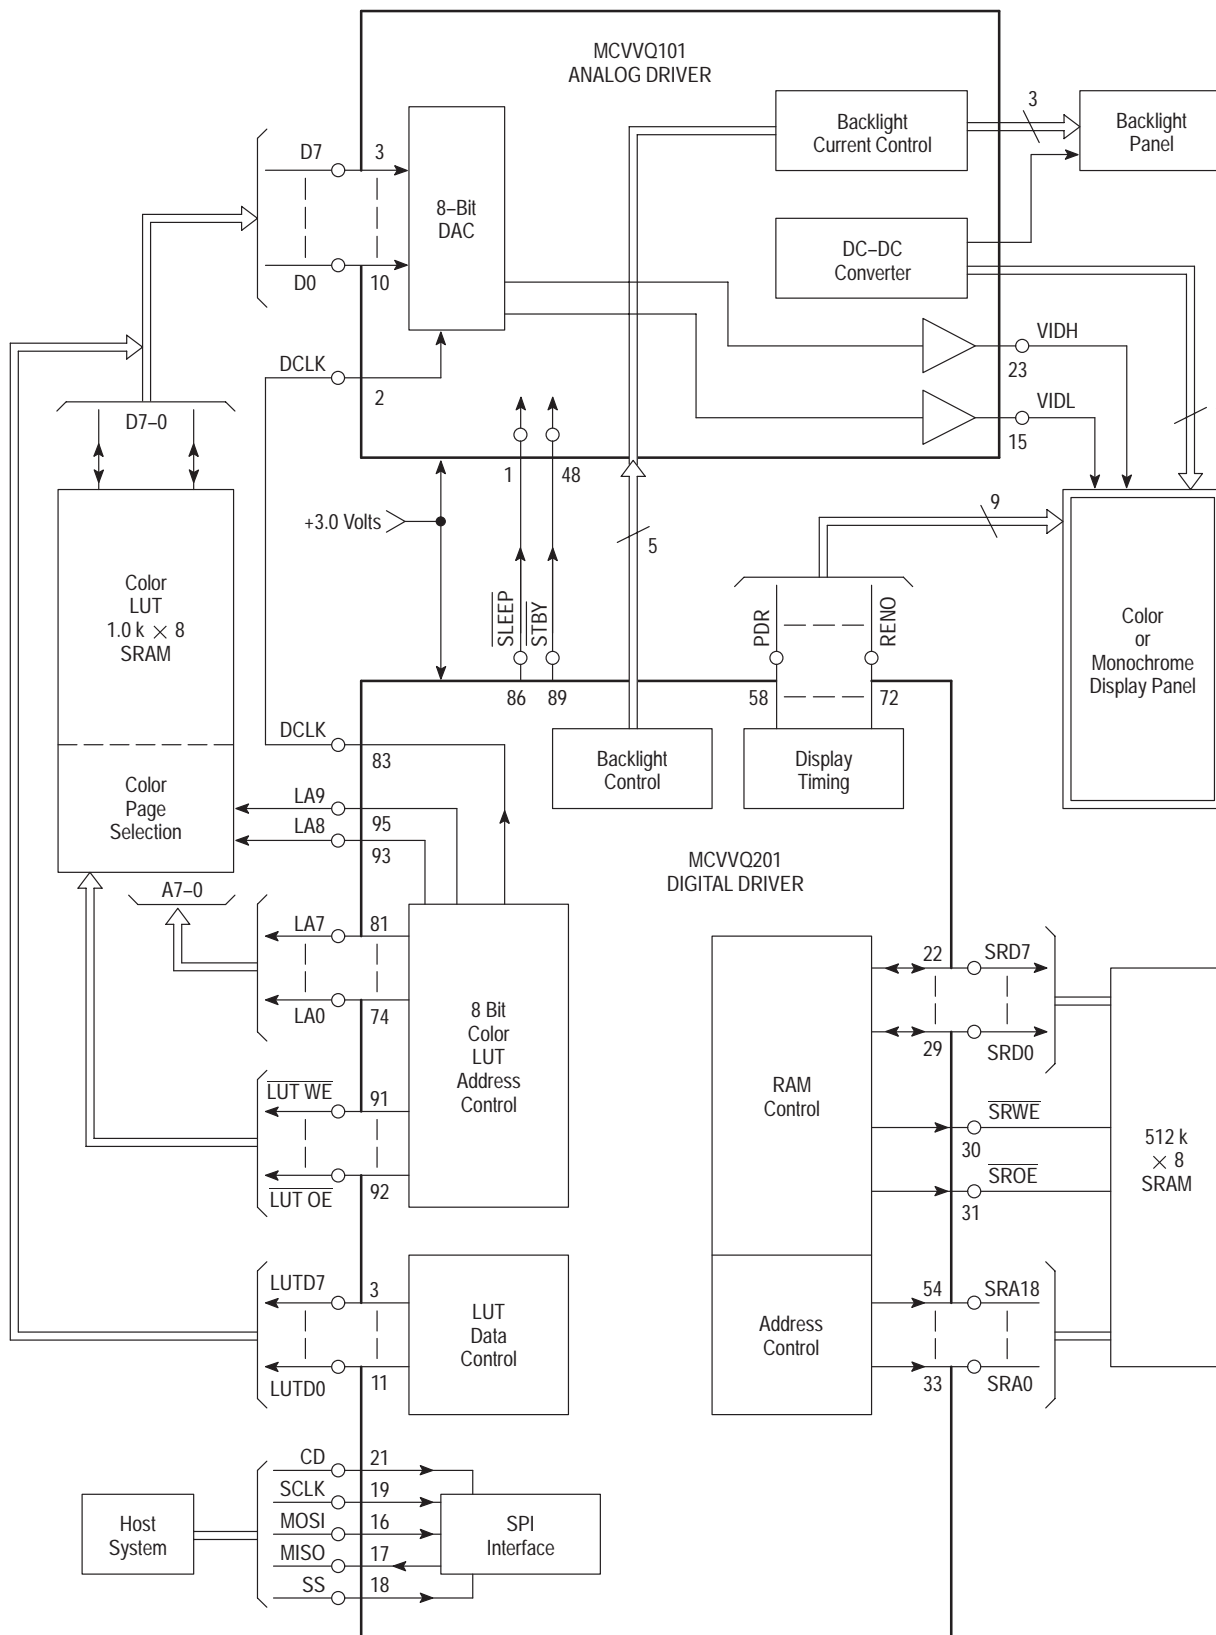 MCVVQ101
ANALOG DRIVER
3
Backlight
Current Control
Backlight
Panel
D7
3
8–Bit
DAC
D0
10
DC–DC
Converter
VIDH
23
DCLK
2
VIDL
15
D7–0
1
48
+3.0 Volts
5
9
SLEEP
STBY
PDR
RENO
Color
LUT
1.0 k × 8
SRAM
Color
or
Monochrome
Display Panel
86
89
58
72
DCLK
83
Backlight
Control
Display
Timing
Color
Page
Selection
LA9
95
LA8
93
MCVVQ201
DIGITAL DRIVER
A7–0
LA7
81
LA0
74
8 Bit
Color
LUT
Address
Control
22
SRD7
29
SRD0
LUT WE
91
LUT OE
92
RAM
Control
SRWE
30
SROE
31
512 k
× 8
SRAM
LUTD7
3
LUTD0
11
LUT
Data
Control
Address
Control
54
SRA18
33
SRA0
CD
21
SCLK
19
MOSI
16
MISO
17
SS
18
Host
System
SPI
Interface